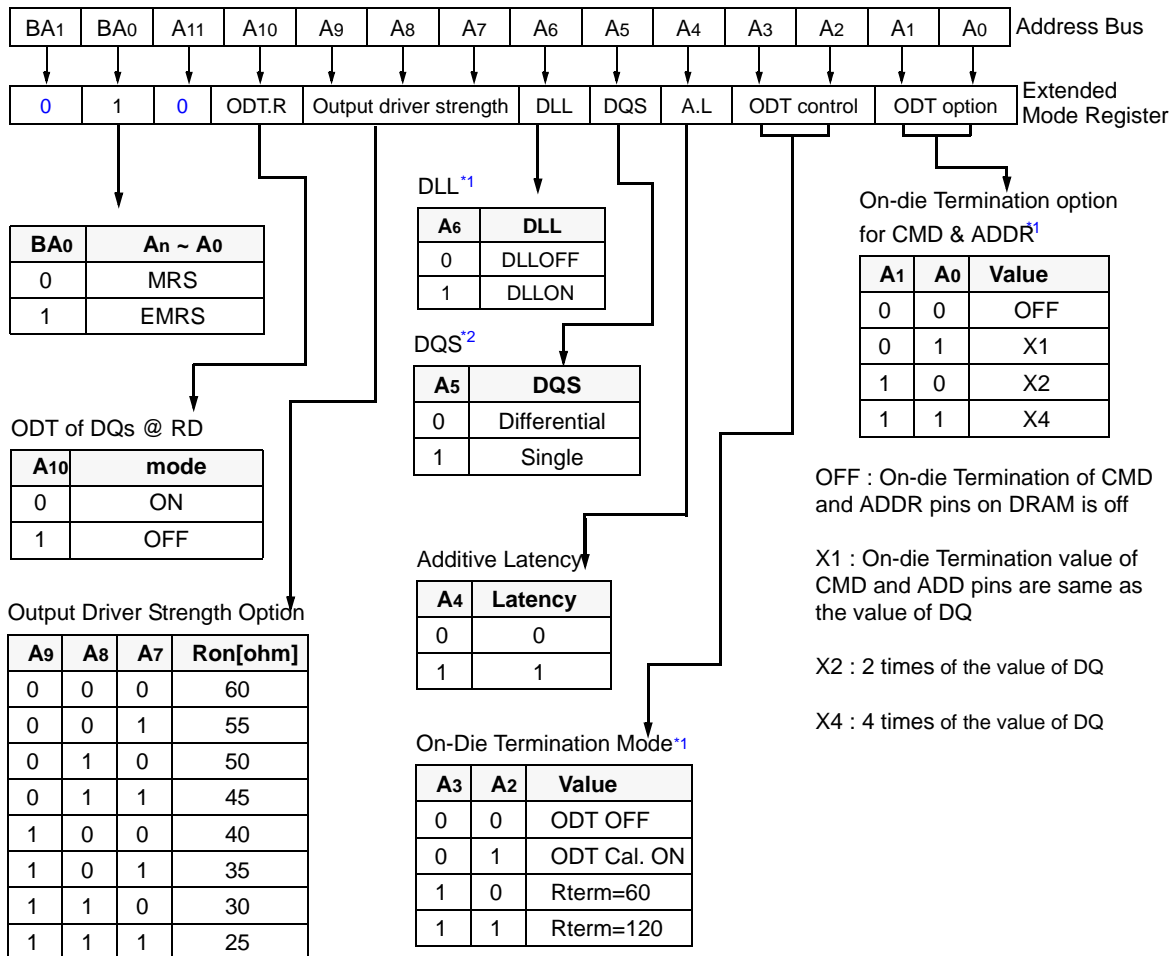 BA1 BA0 A11 A10 A9 A8 A7 A6 A5 A4 A3 A2 A1 A0 Address Bus
0 1 0 ODT.R Output driver strength DLL DQS A.L ODT control ODT option Extended Mode Register
BA0 An ~ A0
0 MRS
1 EMRS
ODT of DQs @ RD
A10 mode
0 ON
1 OFF
Output Driver Strength Option
A9 A8 A7 Ron[ohm]
0 0 0 60
0 0 1 55
0 1 0 50
0 1 1 45
1 0 0 40
1 0 1 35
1 1 0 30
1 1 1 25
DLL*1
A6 DLL
0 DLLOFF
1 DLLON
DQS*2
A5 DQS
0 Differential
1 Single
Additive Latency
A4 Latency
0 0
1 1
On-Die Termination Mode*1
A3 A2 Value
0 0 ODT OFF
0 1 ODT Cal. ON
1 0 Rterm=60
1 1 Rterm=120
On-die Termination option
for CMD & ADDR*1
A1 A0 Value
0 0 OFF
0 1 X1
1 0 X2
1 1 X4
OFF : On-die Termination of CMD
and ADDR pins on DRAM is off
X1 : On-die Termination value of
CMD and ADD pins are same as
the value of DQ
X2 : 2 times of the value of DQ
X4 : 4 times of the value of DQ